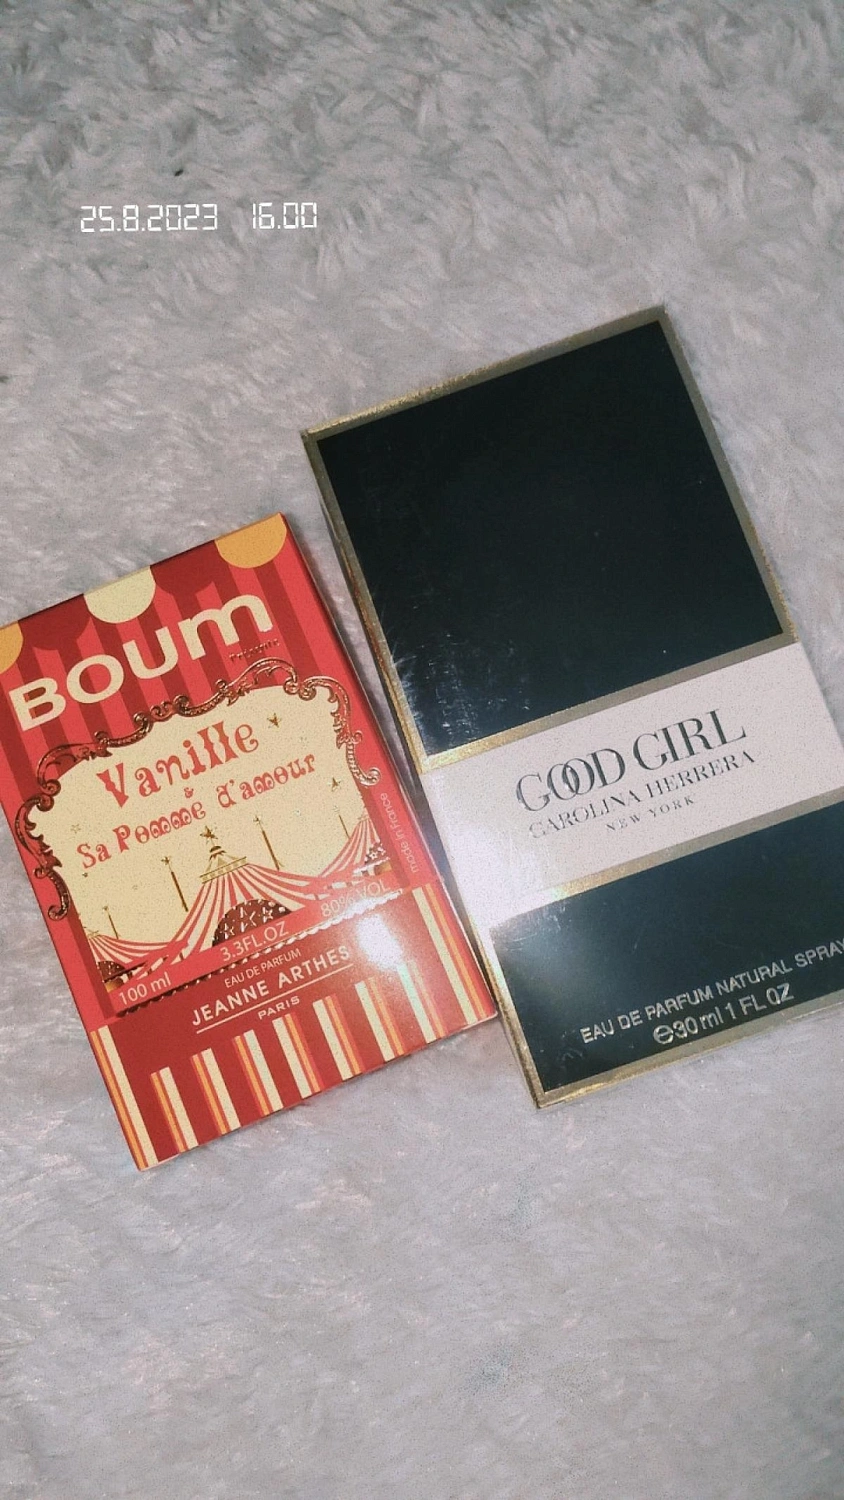 25.8.2023 16.00
BOUM
Présente
Vanille
&
Sa Pomme d'amour
made in France
100 ml 3.3FL.OZ 80%VOL
EAU DE PARFUM
JEANNE ARTHES
PARIS
GOOD GIRL
CAROLINA HERRERA
NEW YORK
EAU DE PARFUM NATURAL SPRAY
℮30 ml 1 FL OZ